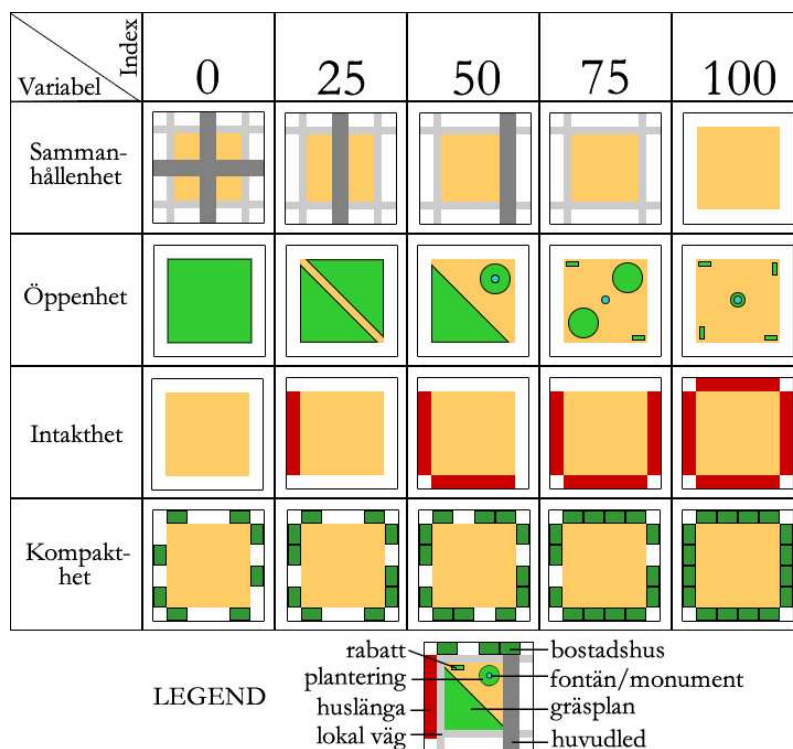 Variabel Index 0 25 50 75 100
Samman-
hållenhet
Öppenhet
Intakthet
Kompakt-
het
LEGEND
rabatt
plantering
huslänga
lokal väg
bostadshus
fontän/monument
gräsplan
huvudled